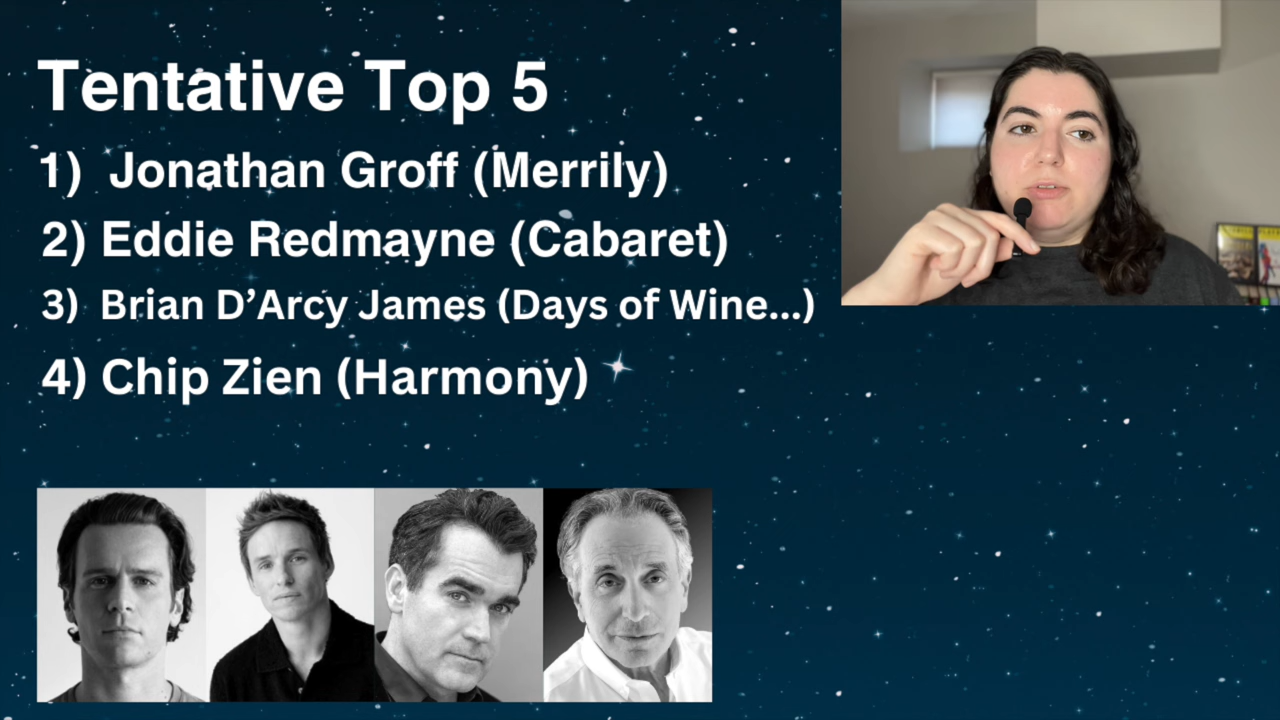 Tentative Top 5
1) Jonathan Groff (Merrily)
2) Eddie Redmayne (Cabaret)
3) Brian D’Arcy James (Days of Wine...)
4) Chip Zien (Harmony)